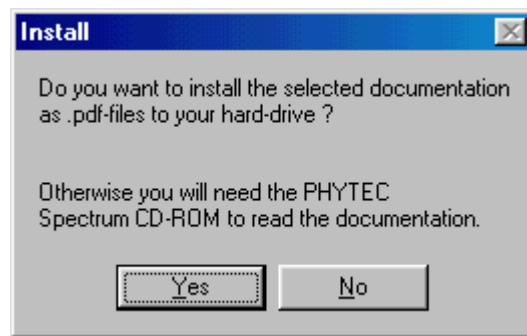 Install
Do you want to install the selected documentation
as .pdf-files to your hard-drive ?
Otherwise you will need the PHYTEC
Spectrum CD-ROM to read the documentation.
Yes
No